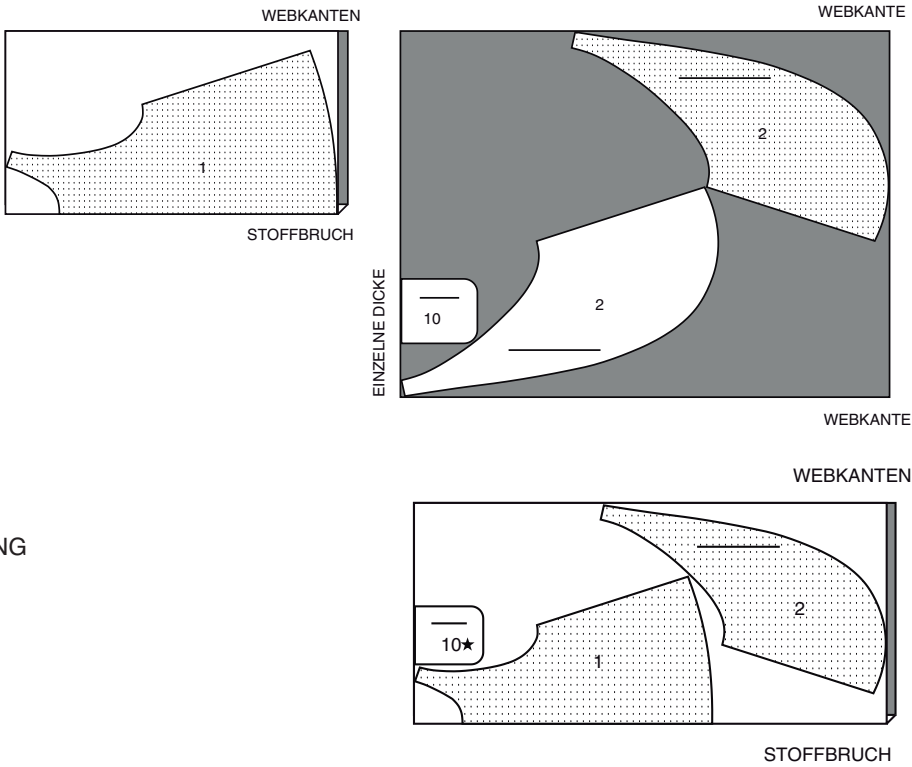 WEBKANTEN
1
STOFFBRUCH
WEBKANTE
2
2
10
EINZELNE DICKE
WEBKANTE
NG
WEBKANTEN
2
10★
1
STOFFBRUCH